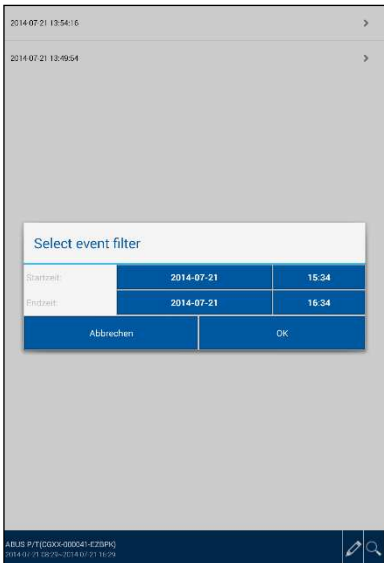 2014-07-21 13:54:16
2014-07-21 13:49:54
Select event filter
Startzeit: 2014-07-21 15:34
Endzeit: 2014-07-21 16:34
Abbrechen OK
ABUS P/T(CGXX-000041-EZBPK)
2014-07-21 08:29~2014-07-21 16:29